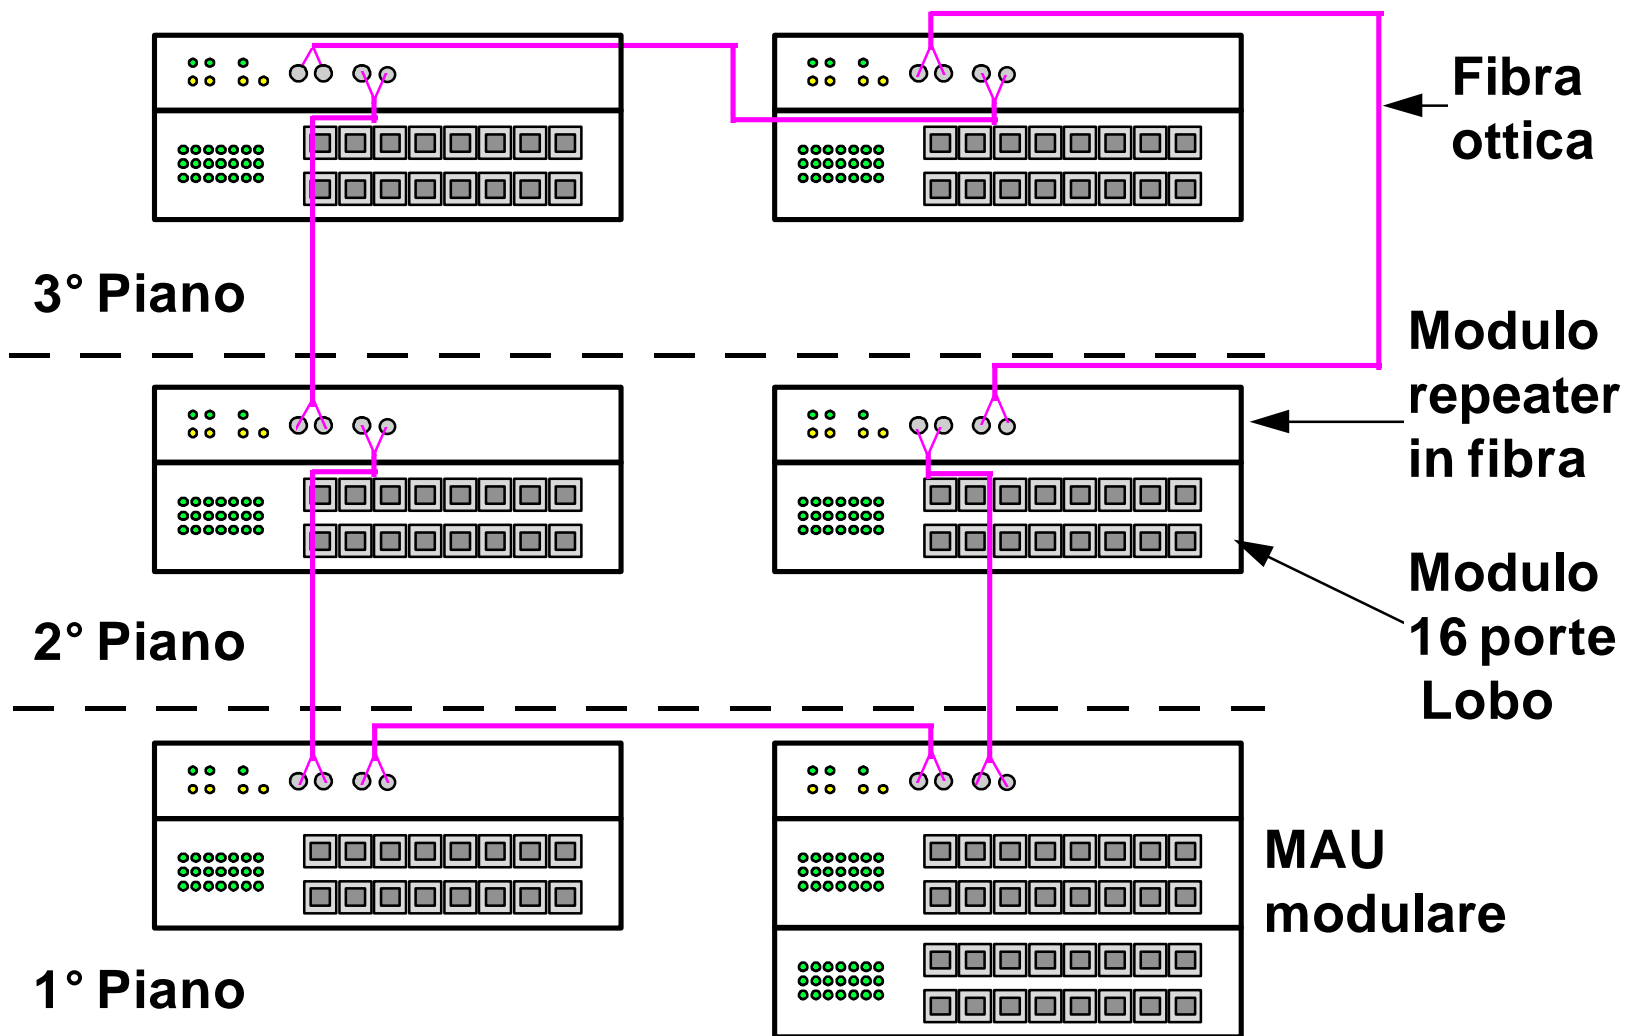 Fibra
ottica
3° Piano
Modulo
repeater
in fibra
Modulo
16 porte
Lobo
2° Piano
MAU
modulare
1° Piano